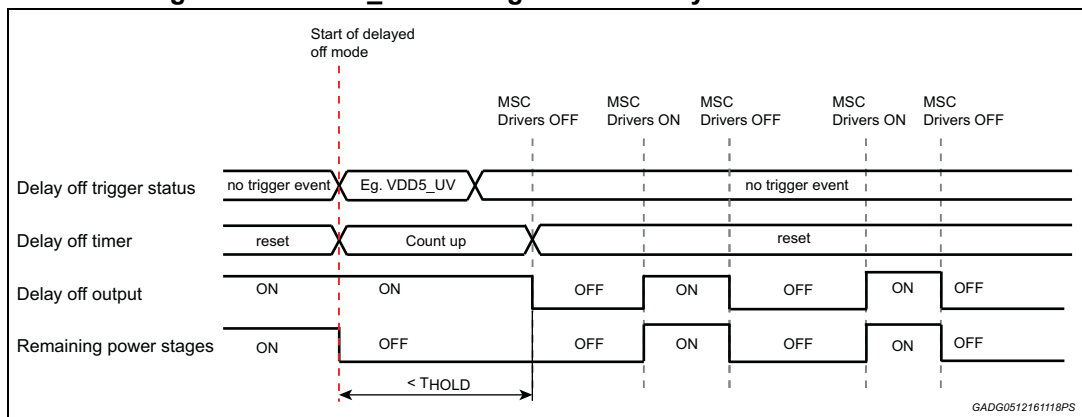 Start of delayed
off mode
MSC
Drivers OFF
MSC
Drivers ON
MSC
Drivers OFF
MSC
Drivers ON
MSC
Drivers OFF
Delay off trigger status
no trigger event
Eg. VDD5_UV
no trigger event
Delay off timer
reset
Count up
reset
Delay off output
ON
ON
OFF
ON
OFF
ON
OFF
Remaining power stages
ON
OFF
OFF
ON
OFF
ON
OFF
< THOLD
GADG0512161118PS